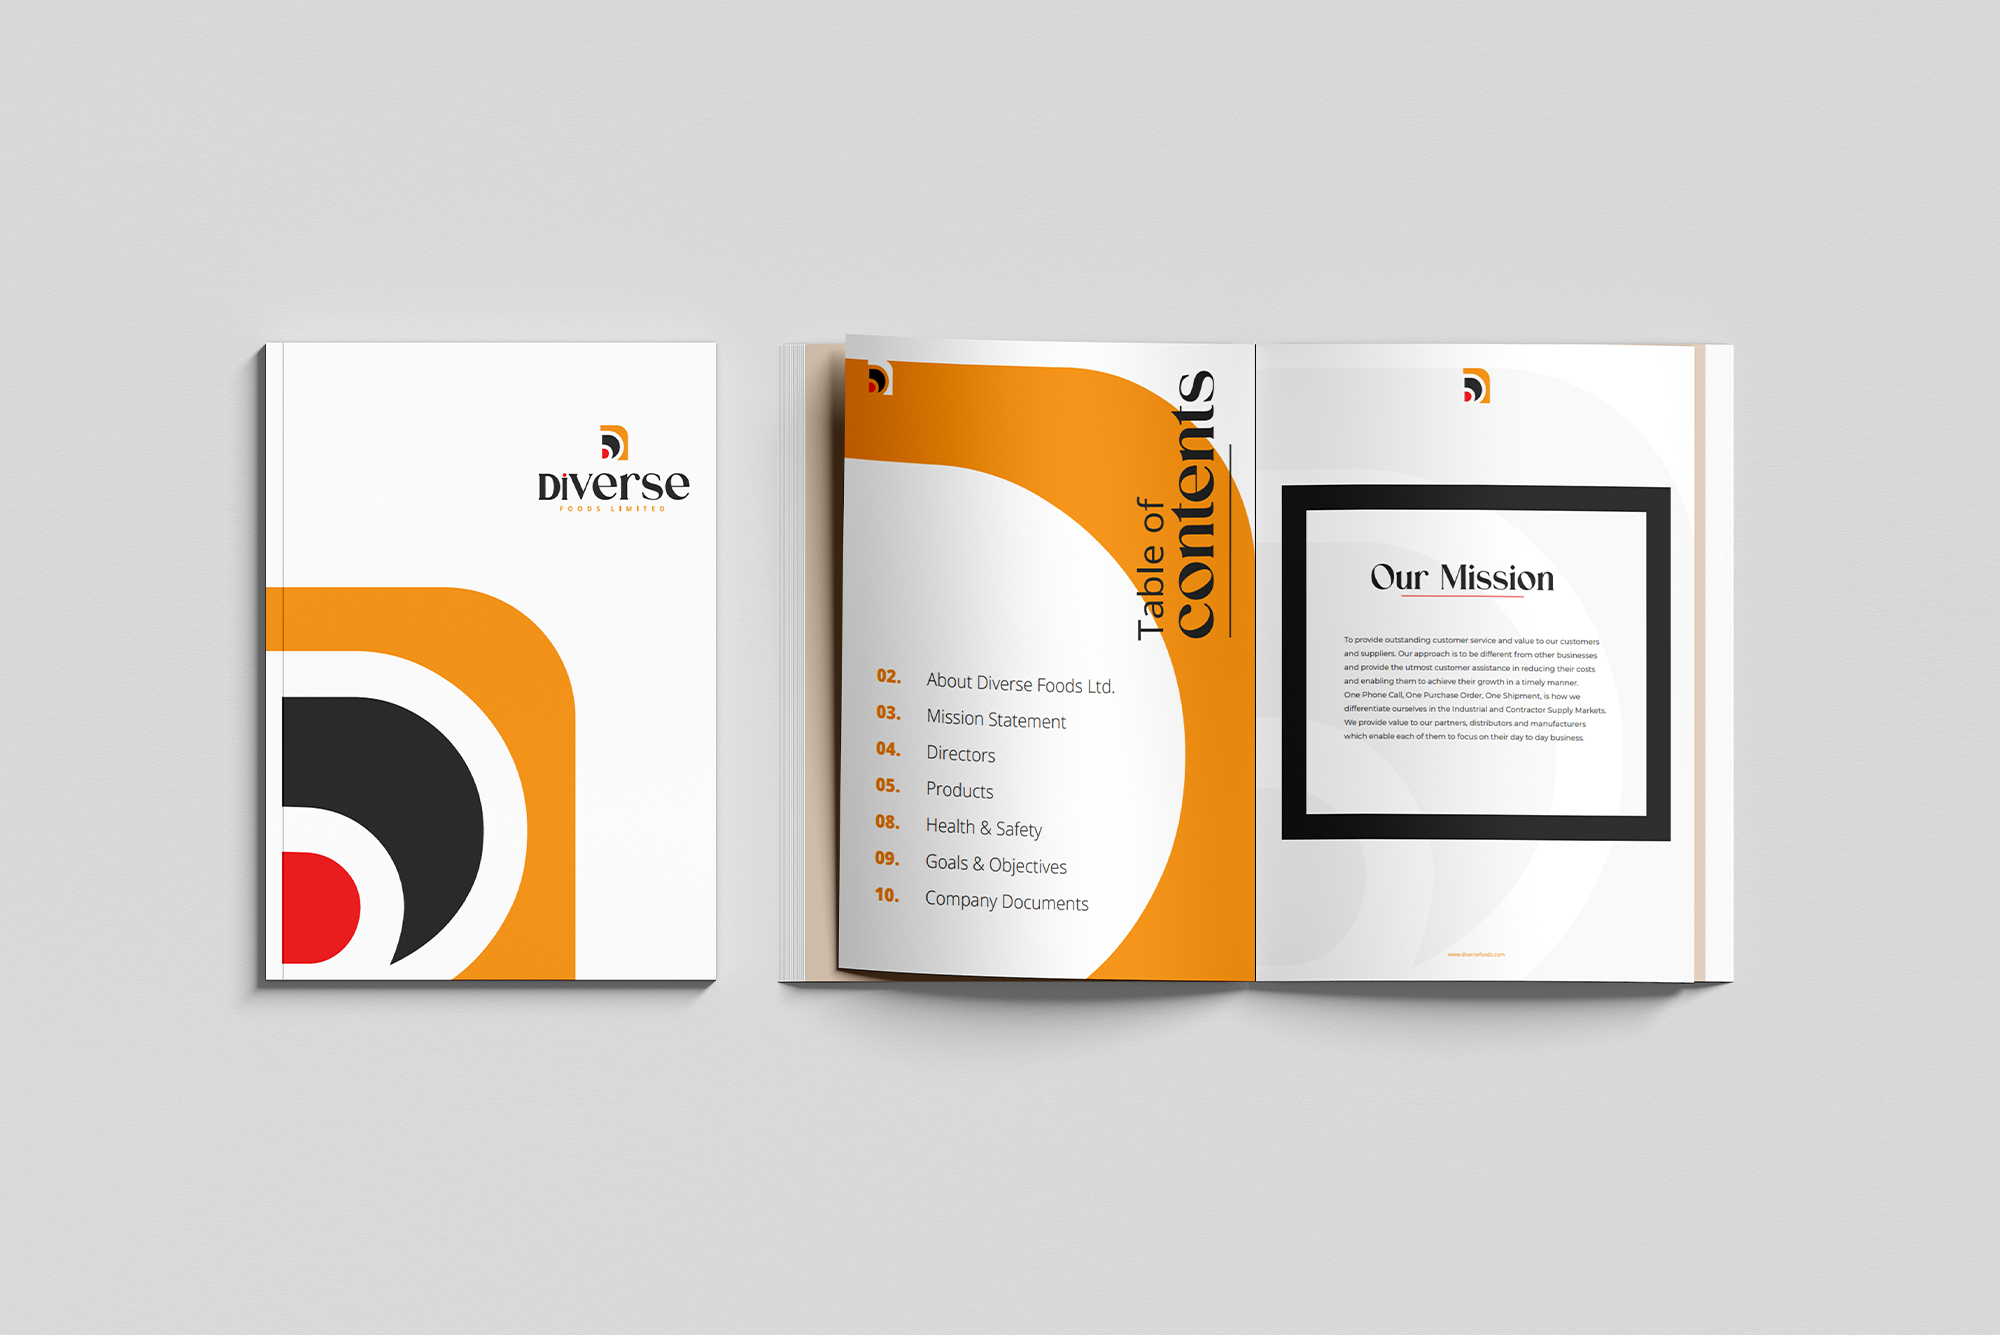 Diverse
FOODS LIMITED
Table of
contents
02. About Diverse Foods Ltd.
03. Mission Statement
04. Directors
05. Products
08. Health & Safety
09. Goals & Objectives
10. Company Documents
Our Mission
To provide outstanding customer service and value to our customers
and suppliers. Our approach is to be different from other businesses
and provide the utmost customer assistance in reducing their costs
and enabling them to achieve their growth in a timely manner.
One Phone Call, One Purchase Order, One Shipment, is how we
differentiate ourselves in the Industrial and Contractor Supply Markets.
We provide value to our partners, distributors and manufacturers
which enable each of them to focus on their day to day business.
www.diversefoods.com